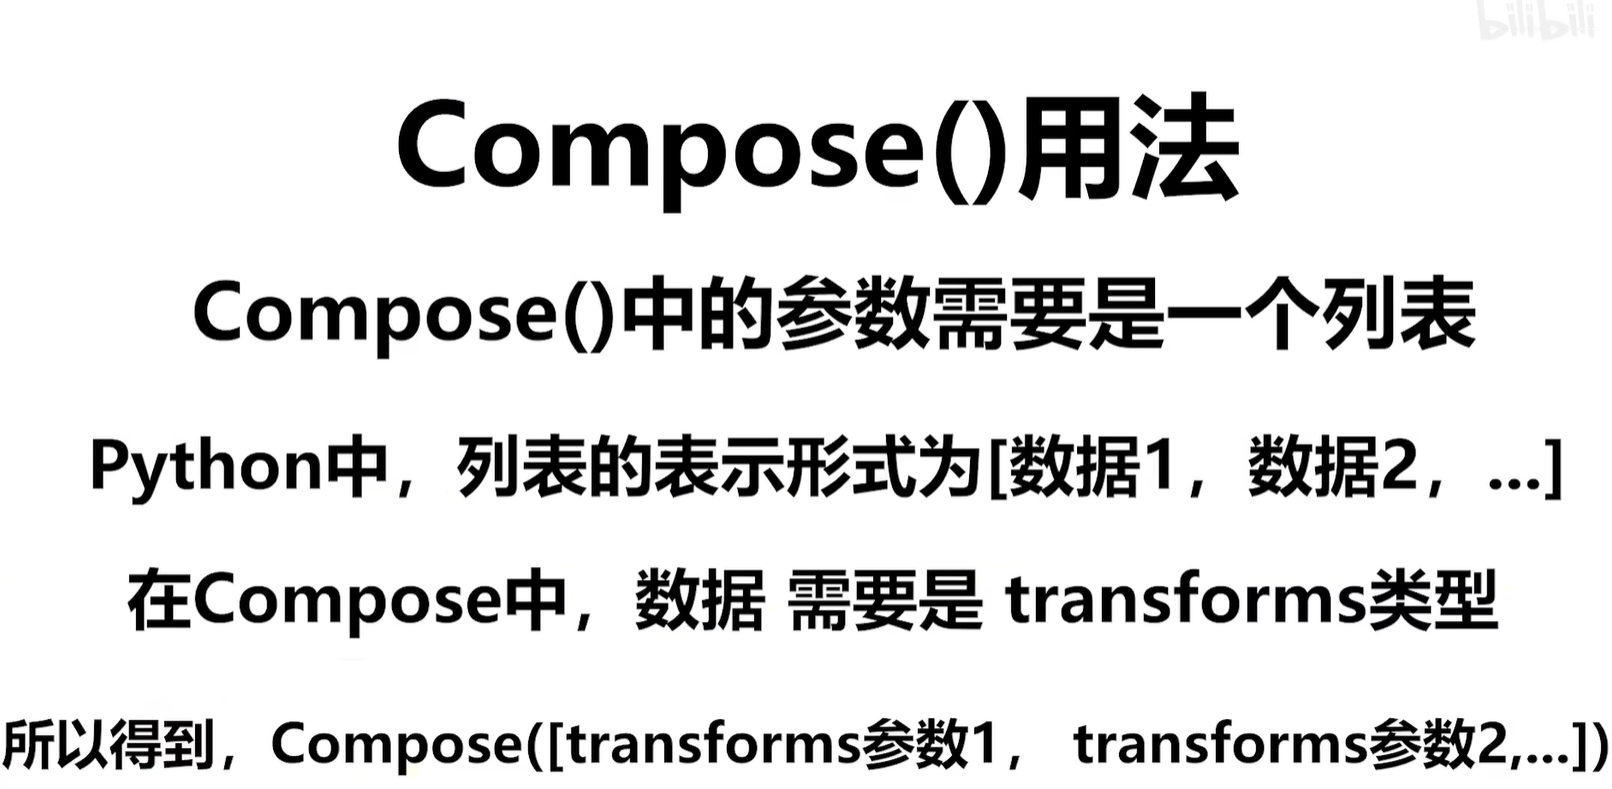 bilibili
Compose()用法
Compose()中的参数需要是一个列表
Python中，列表的表示形式为[数据1，数据2，...]
在Compose中，数据 需要是 transforms类型
所以得到，Compose([transforms参数1， transforms参数2,...])